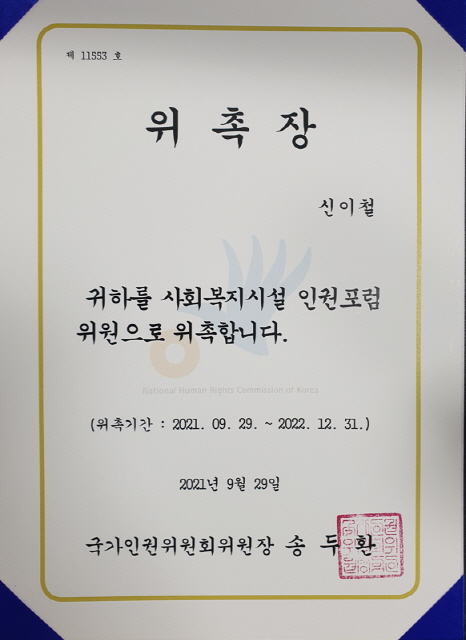 제 11553 호
위 촉 장
신이철
귀하를 사회복지시설 인권포럼
위원으로 위촉합니다.
National Human Rights Commission of Korea
(위촉기간 : 2021. 09. 29. ~ 2022. 12. 31.)
2021년 9월 29일
국가인권위원회위원장 송 두 환